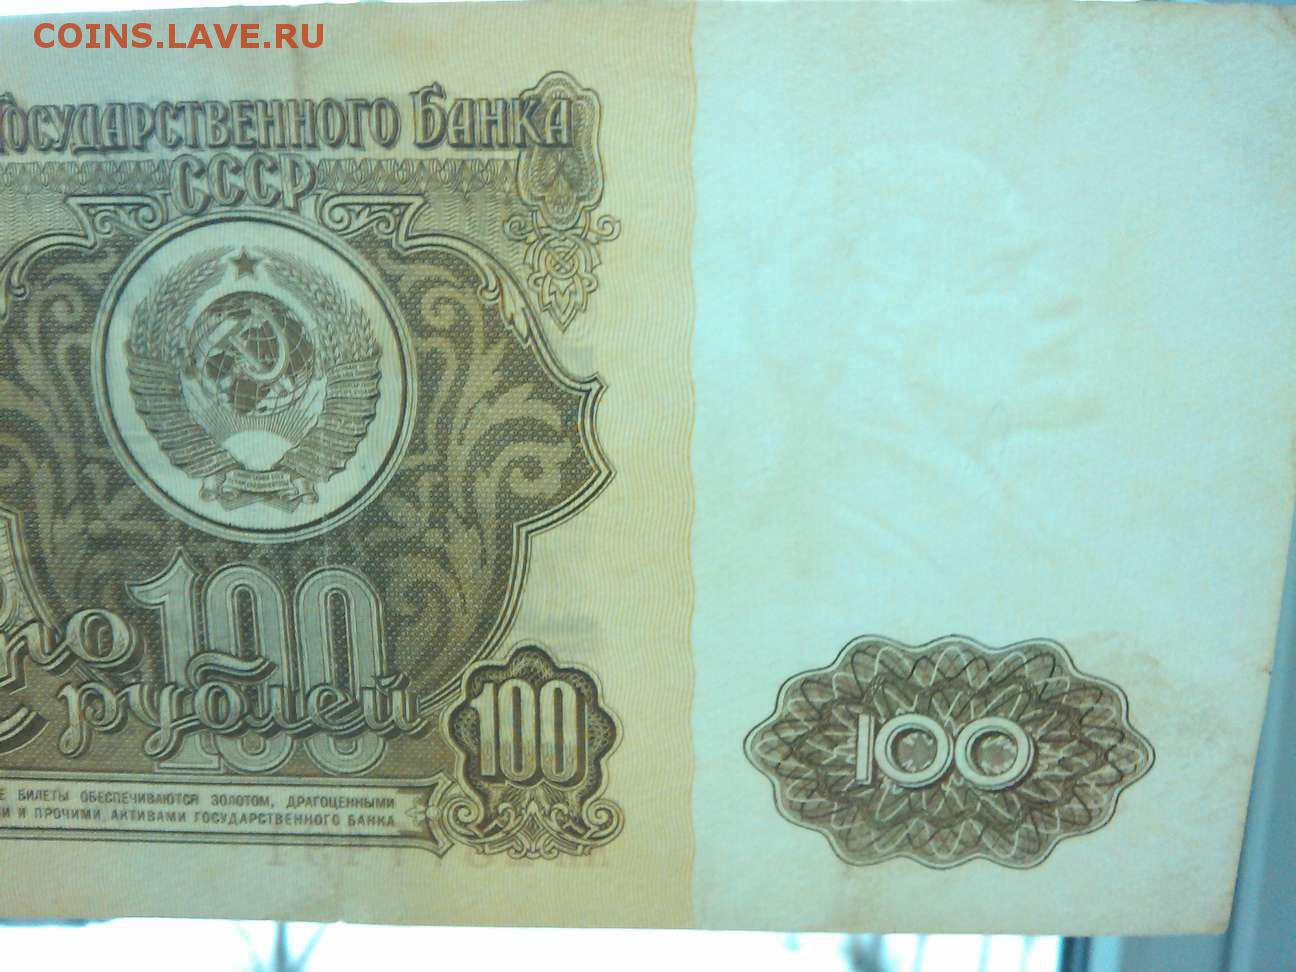 COINS.LAVE.RU
Государственного Банка
СССР
100
рублей
100
100
БИЛЕТЫ ОБЕСПЕЧИВАЮТСЯ ЗОЛОТОМ, ДРАГОЦЕННЫМИ
И ПРОЧИМИ АКТИВАМИ ГОСУДАРСТВЕННОГО БАНКА